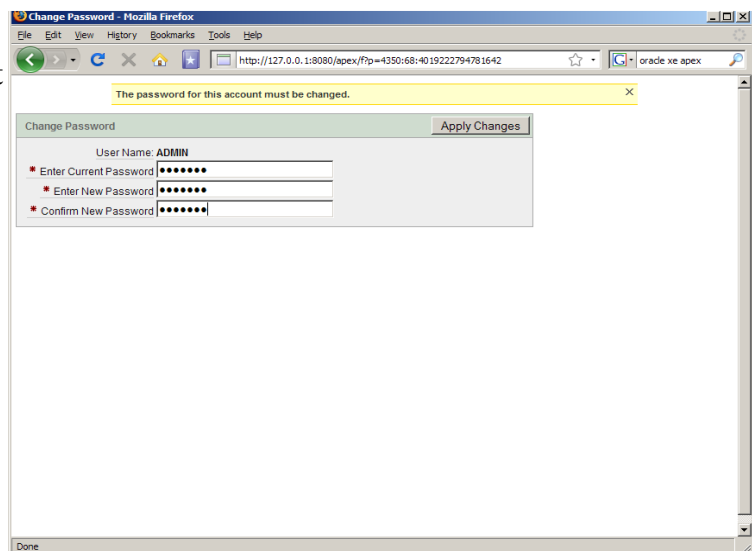 Change Password - Mozilla Firefox
File Edit View History Bookmarks Tools Help
http://127.0.0.1:8080/apex/f?p=4350:68:4019222794781642
G oracle xe apex
The password for this account must be changed.
Change Password
Apply Changes
User Name: ADMIN
* Enter Current Password •••••••
* Enter New Password •••••••
* Confirm New Password •••••••
Done